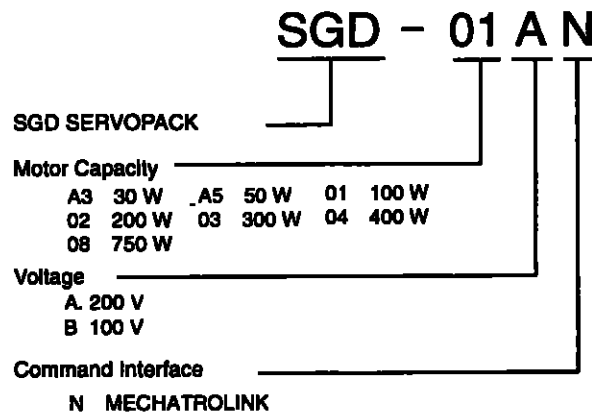 SGD - 01 A N
SGD SERVOPACK
Motor Capacity
A3 30 W A5 50 W 01 100 W
02 200 W 03 300 W 04 400 W
08 750 W
Voltage
A. 200 V
B 100 V
Command Interface
N MECHATROLINK